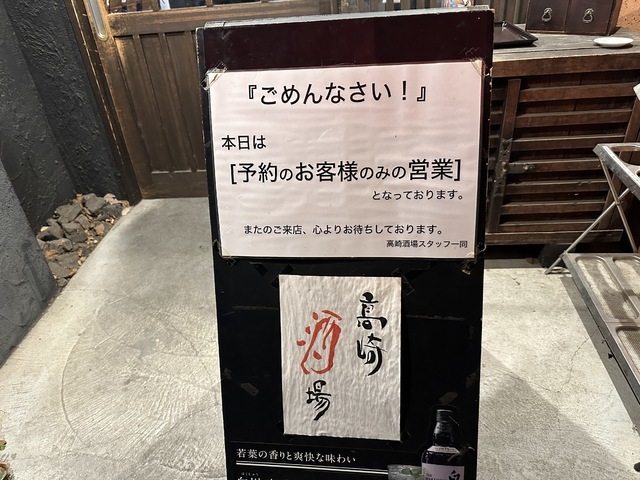 『ごめんなさい！』
本日は
[予約のお客様のみの営業]
となっております。
またのご来店、心よりお待ちしております。
高崎酒場スタッフ一同
高崎
酒
場
若葉の香りと爽快な味わい